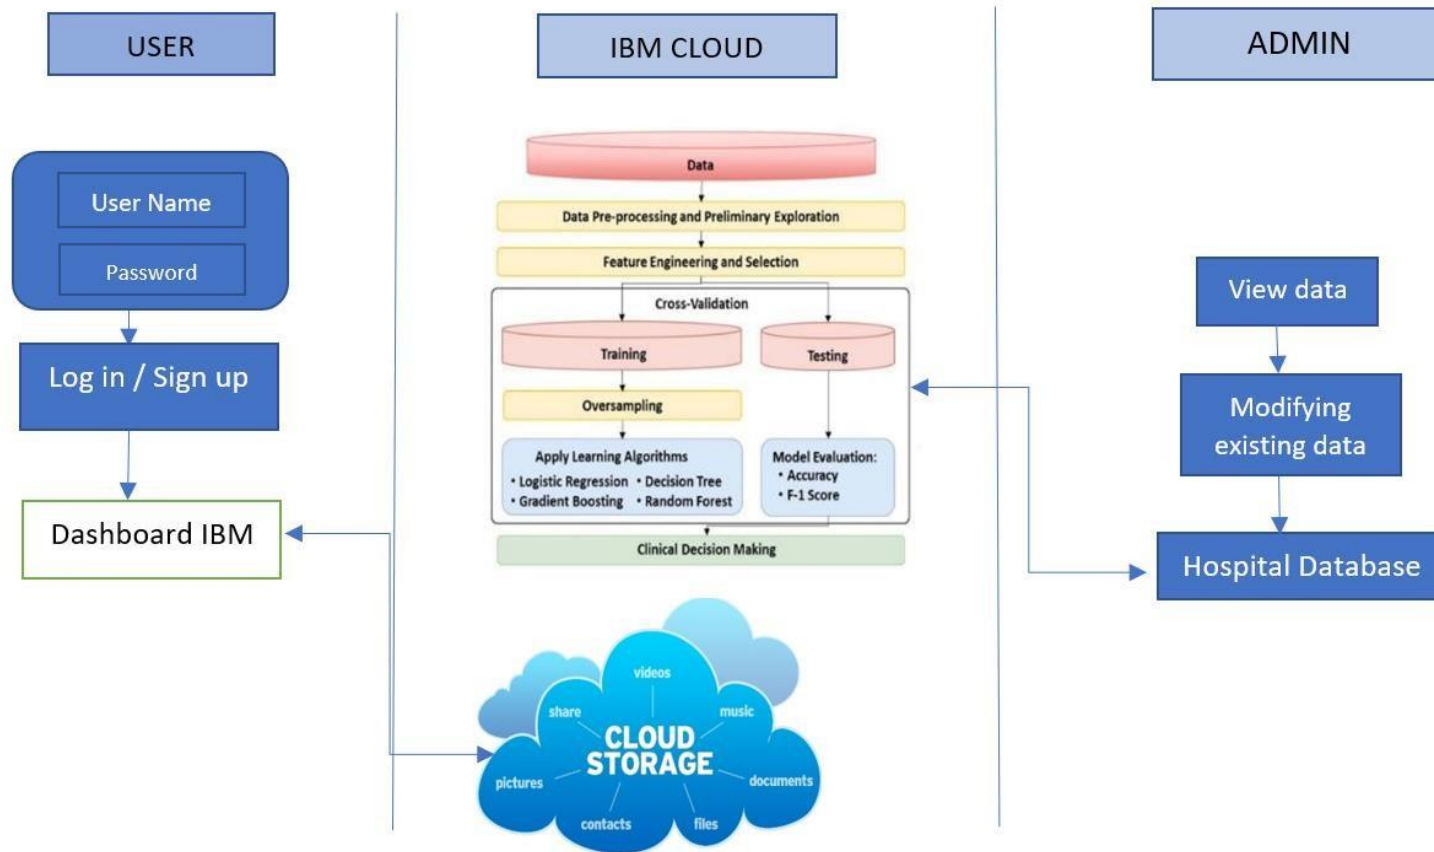 USER
IBM CLOUD
ADMIN
User Name
Password
Log in / Sign up
Dashboard IBM
Data
Data Pre-processing and Preliminary Exploration
Feature Engineering and Selection
Cross-Validation
Training
Testing
Oversampling
Apply Learning Algorithms
• Logistic Regression • Decision Tree
• Gradient Boosting • Random Forest
Model Evaluation:
• Accuracy
• F-1 Score
Clinical Decision Making
videos
share
music
CLOUD
STORAGE
pictures
documents
contacts
files
View data
Modifying
existing data
Hospital Database